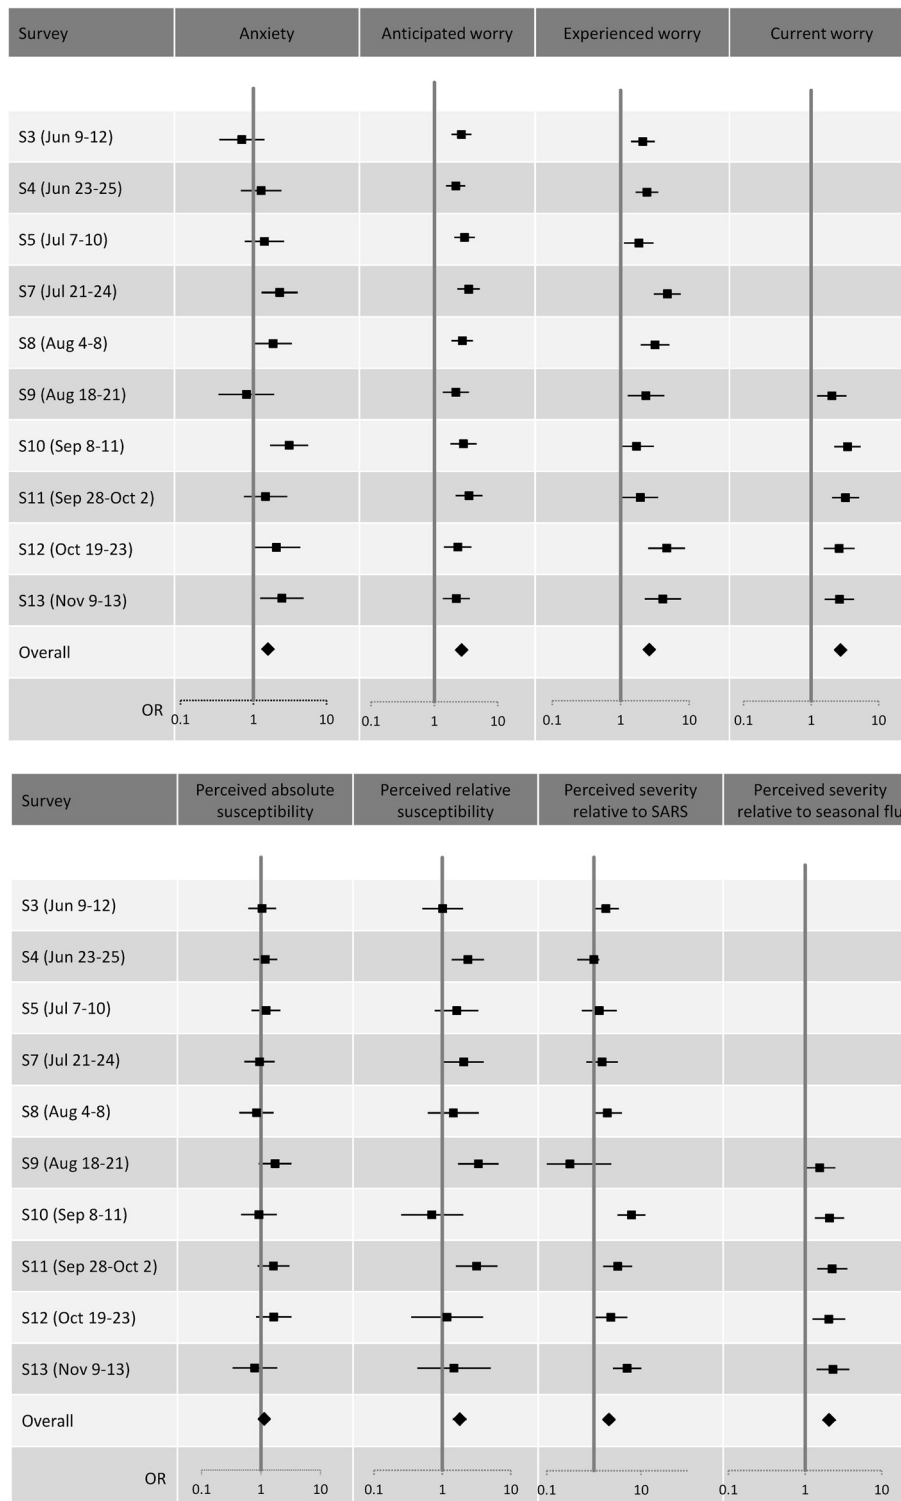 Survey Anxiety Anticipated worry Experienced worry Current worry
S3 (Jun 9-12)
S4 (Jun 23-25)
S5 (Jul 7-10)
S7 (Jul 21-24)
S8 (Aug 4-8)
S9 (Aug 18-21)
S10 (Sep 8-11)
S11 (Sep 28-Oct 2)
S12 (Oct 19-23)
S13 (Nov 9-13)
Overall
OR 0.1 1 10 0.1 1 10 0.1 1 10 0.1 1 10
Survey Perceived absolute Perceived relative Perceived severity Perceived severity
susceptibility susceptibility relative to SARS relative to seasonal flu
S3 (Jun 9-12)
S4 (Jun 23-25)
S5 (Jul 7-10)
S7 (Jul 21-24)
S8 (Aug 4-8)
S9 (Aug 18-21)
S10 (Sep 8-11)
S11 (Sep 28-Oct 2)
S12 (Oct 19-23)
S13 (Nov 9-13)
Overall
OR 0.1 1 10 0.1 1 10 0.1 1 10 0.1 1 10